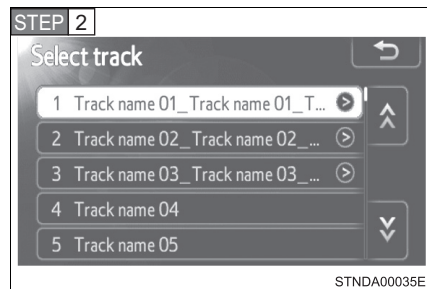 STEP 2
Select track
1 Track name 01_Track name 01_T...
2 Track name 02_Track name 02_...
3 Track name 03_Track name 03_...
4 Track name 04
5 Track name 05
STNDA00035E